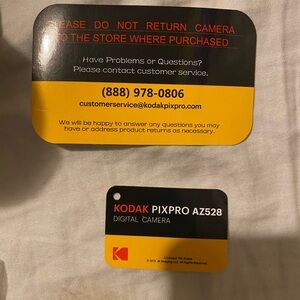 PLEASE DO NOT RETURN CAMERA
TO THE STORE WHERE PURCHASED
Have Problems or Questions?
Please contact customer service.
(888) 978-0806
customerservice@kodakpixpro.com
We will be happy to answer any questions you may
have or address product returns as necessary.
KODAK PIXPRO AZ528
DIGITAL CAMERA